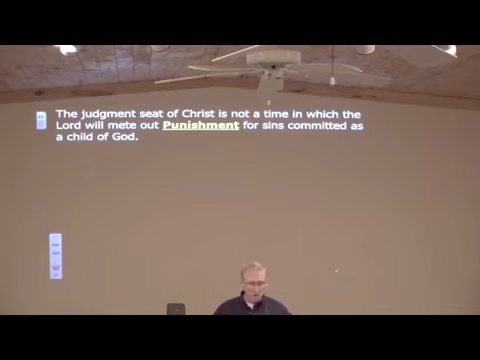 The judgment seat of Christ is not a time in which the
Lord will mete out Punishment for sins committed as
a child of God.